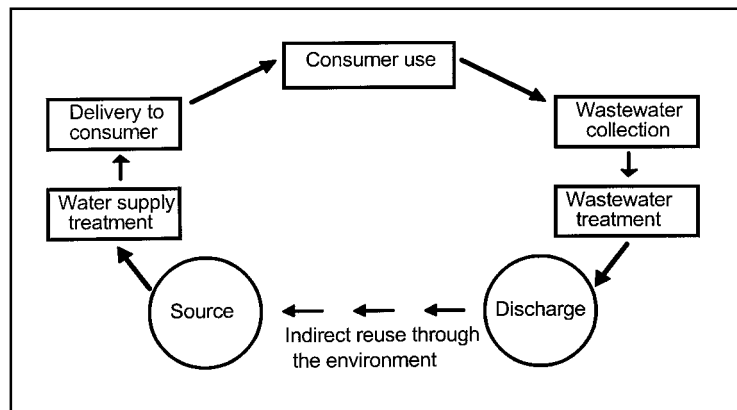 Consumer use
Delivery to
consumer
Wastewater
collection
Water supply
treatment
Wastewater
treatment
Source
Discharge
Indirect reuse through
the environment